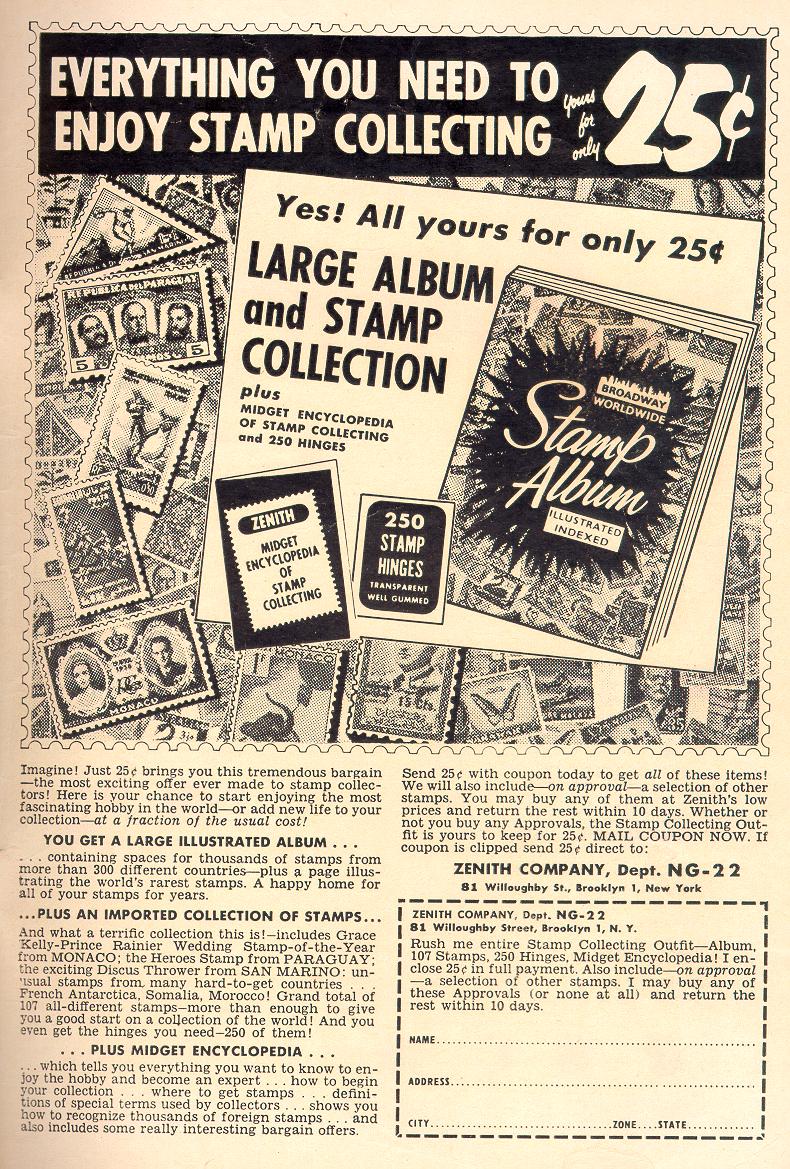 EVERYTHING YOU NEED TO
ENJOY STAMP COLLECTING
yours
for
only
25¢
Yes! All yours for only 25¢
LARGE ALBUM
and STAMP
COLLECTION
plus
MIDGET ENCYCLOPEDIA
OF STAMP COLLECTING
and 250 HINGES
BROADWAY
WORLDWIDE
Stamp
Album
ILLUSTRATED
INDEXED
ZENITH
MIDGET
ENCYCLOPEDIA
OF
STAMP
COLLECTING
250
STAMP
HINGES
TRANSPARENT
WELL GUMMED
REPUBLICA DEL PARAGUAY
5 5
MONACO
Imagine! Just 25¢ brings you this tremendous bargain
—the most exciting offer ever made to stamp collec-
tors! Here is your chance to start enjoying the most
fascinating hobby in the world—or add new life to your
collection—at a fraction of the usual cost!
YOU GET A LARGE ILLUSTRATED ALBUM . . .
. . . containing spaces for thousands of stamps from
more than 300 different countries—plus a page illus-
trating the world's rarest stamps. A happy home for
all of your stamps for years.
...PLUS AN IMPORTED COLLECTION OF STAMPS...
And what a terrific collection this is!—includes Grace
Kelly-Prince Rainier Wedding Stamp-of-the-Year
from MONACO; the Heroes Stamp from PARAGUAY;
the exciting Discus Thrower from SAN MARINO: un-
usual stamps from many hard-to-get countries . . .
French Antarctica, Somalia, Morocco! Grand total of
107 all-different stamps—more than enough to give
you a good start on a collection of the world! And you
even get the hinges you need—250 of them!
. . . PLUS MIDGET ENCYCLOPEDIA . . .
. . . which tells you everything you want to know to en-
joy the hobby and become an expert . . . how to begin
your collection . . . where to get stamps . . . defini-
tions of special terms used by collectors . . . shows you
how to recognize thousands of foreign stamps . . . and
also includes some really interesting bargain offers.
Send 25¢ with coupon today to get all of these items!
We will also include—on approval—a selection of other
stamps. You may buy any of them at Zenith's low
prices and return the rest within 10 days. Whether or
not you buy any Approvals, the Stamp Collecting Out-
fit is yours to keep for 25¢. MAIL COUPON NOW. If
coupon is clipped send 25¢ direct to:
ZENITH COMPANY, DEPT. NG-22
81 Willoughby St., Brooklyn 1, New York
ZENITH COMPANY, Dept. NG-22
81 Willoughby Street, Brooklyn 1, N. Y.
Rush me entire Stamp Collecting Outfit—Album,
107 Stamps, 250 Hinges, Midget Encyclopedia! I en-
close 25¢ in full payment. Also include—on approval
—a selection of other stamps. I may buy any of
these Approvals (or none at all) and return the
rest within 10 days.
NAME
ADDRESS
CITY ZONE STATE